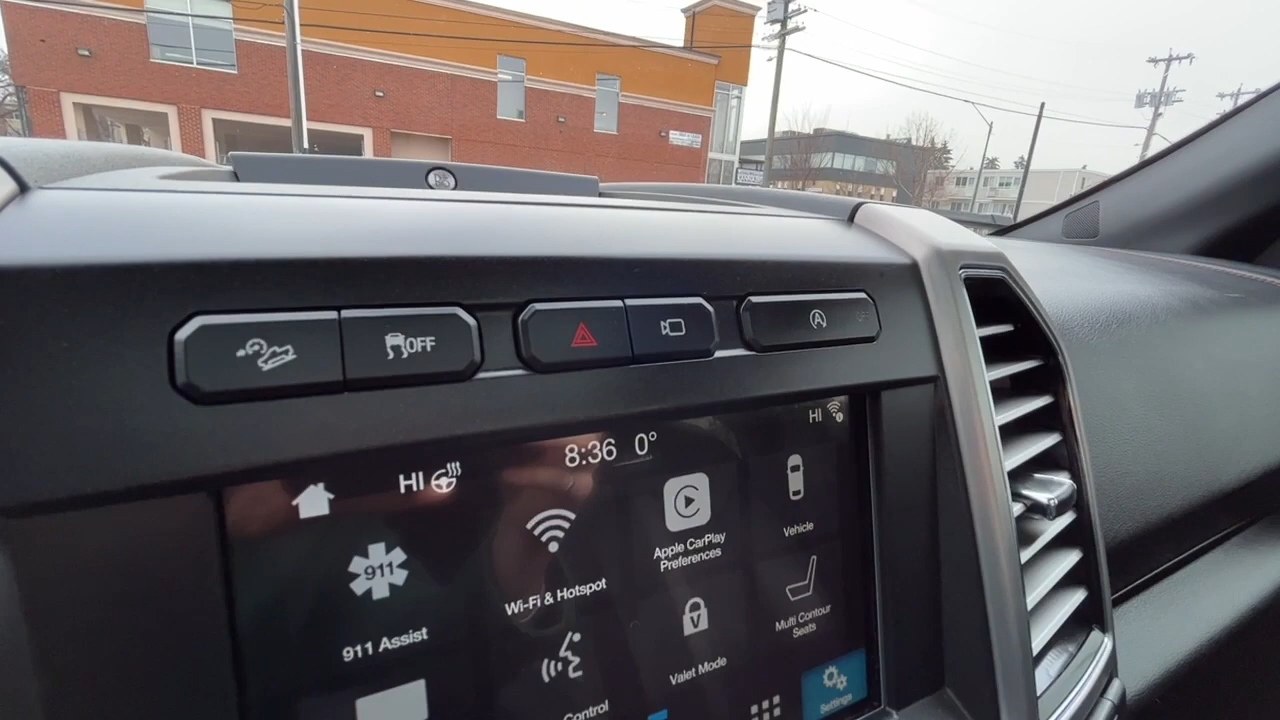 OFF
OFF
HI
HI
8:36 0°
911
911 Assist
Wi-Fi & Hotspot
Apple CarPlay
Preferences
Vehicle
Control
Valet Mode
Multi Contour
Seats
Settings